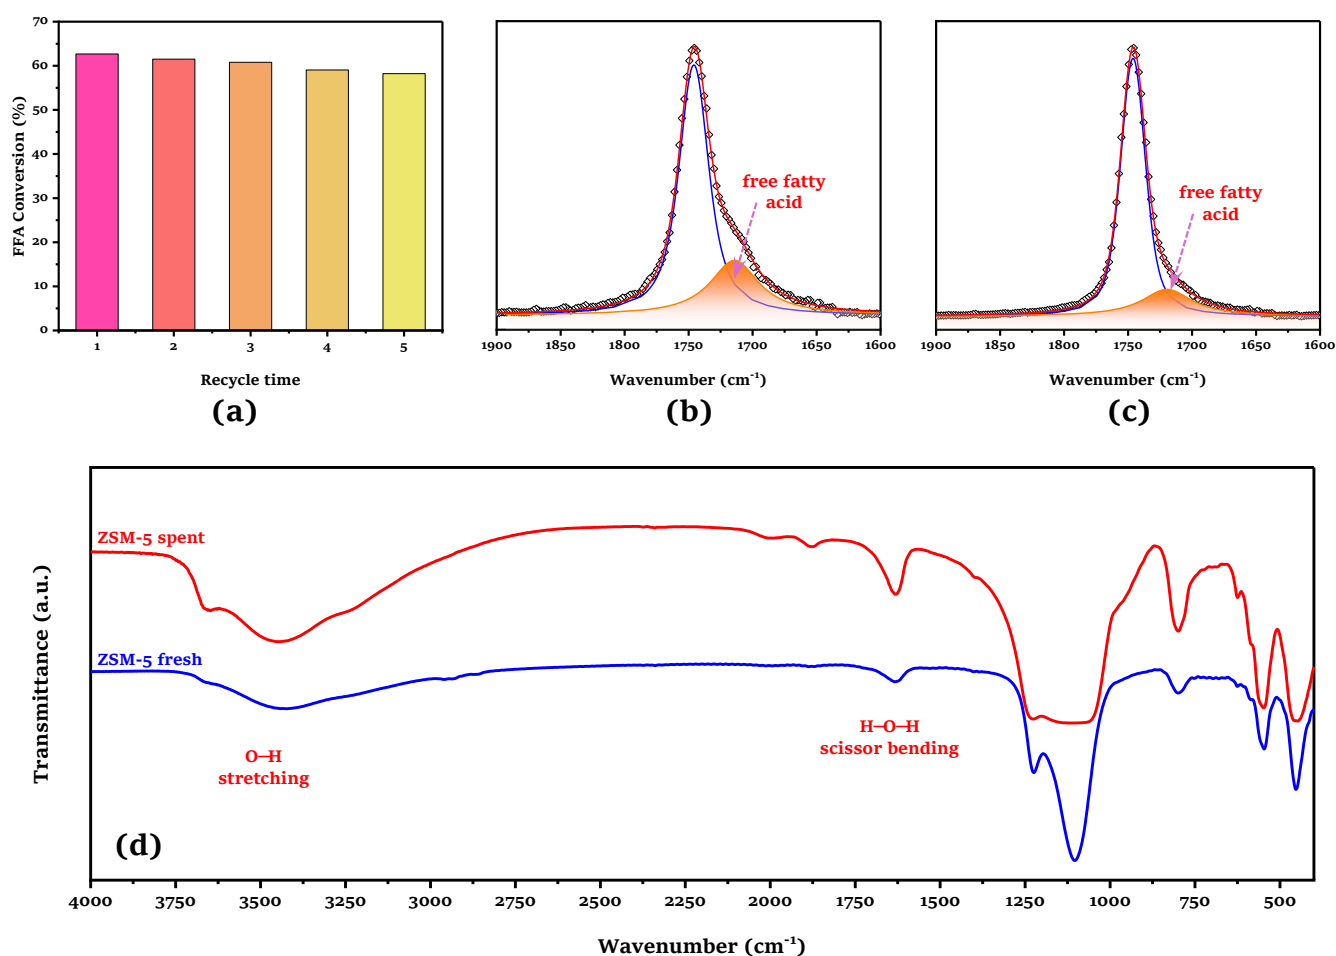 70
60
50
40
30
20
10
0
FFA Conversion (%)
1 2 3 4 5
Recycle time
(a)
free fatty
acid
1900 1850 1800 1750 1700 1650 1600
Wavenumber (cm⁻¹)
(b)
free fatty
acid
1900 1850 1800 1750 1700 1650 1600
Wavenumber (cm⁻¹)
(c)
Transmittance (a.u.)
ZSM-5 spent
ZSM-5 fresh
O–H
stretching
H–O–H
scissor bending
(d)
4000 3750 3500 3250 3000 2750 2500 2250 2000 1750 1500 1250 1000 750 500
Wavenumber (cm⁻¹)